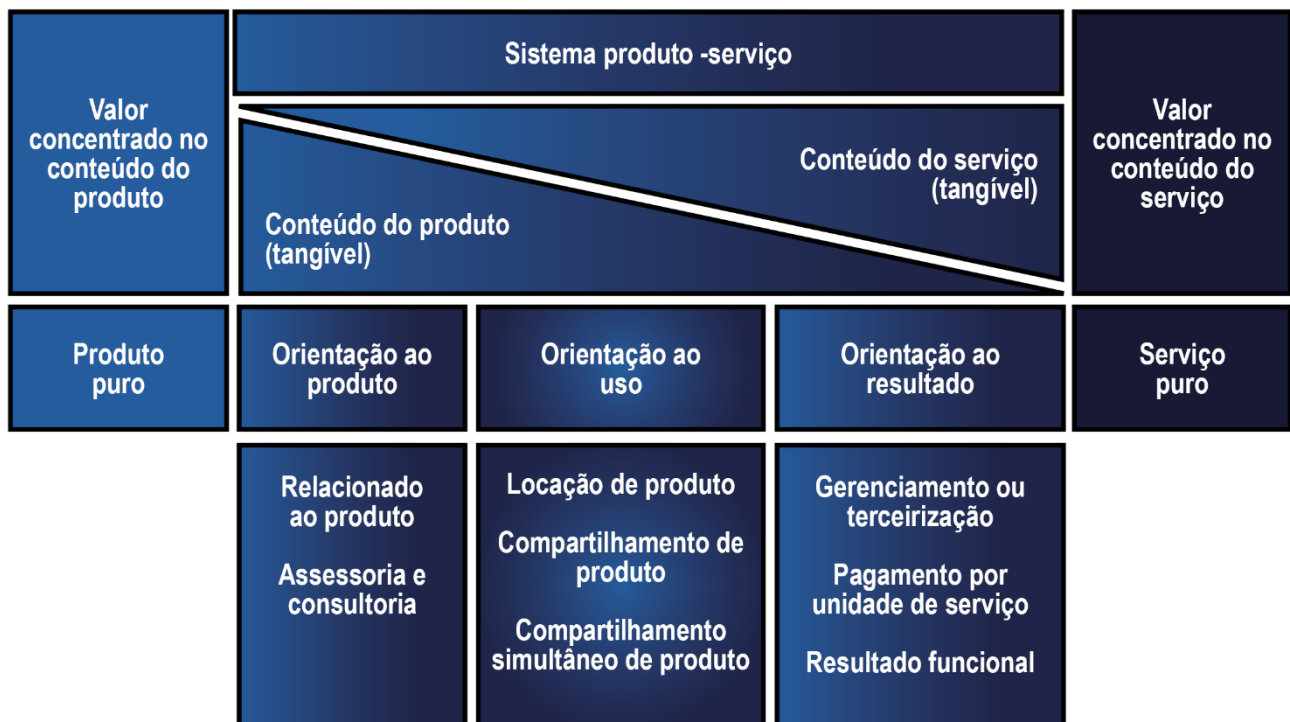 Valor
concentrado no
conteúdo do
produto
Sistema produto -serviço
Conteúdo do serviço
(tangível)
Conteúdo do produto
(tangível)
Valor
concentrado no
conteúdo do
serviço
Produto
puro
Orientação ao
produto
Orientação ao
uso
Orientação ao
resultado
Serviço
puro
Relacionado
ao produto
Assessoria e
consultoria
Locação de produto
Compartilhamento de
produto
Compartilhamento
simultâneo de produto
Gerenciamento ou
terceirização
Pagamento por
unidade de serviço
Resultado funcional